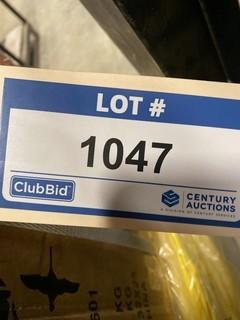 LOT #
1047
ClubBid
CENTURY
AUCTIONS
A DIVISION OF CENTURY SERVICES